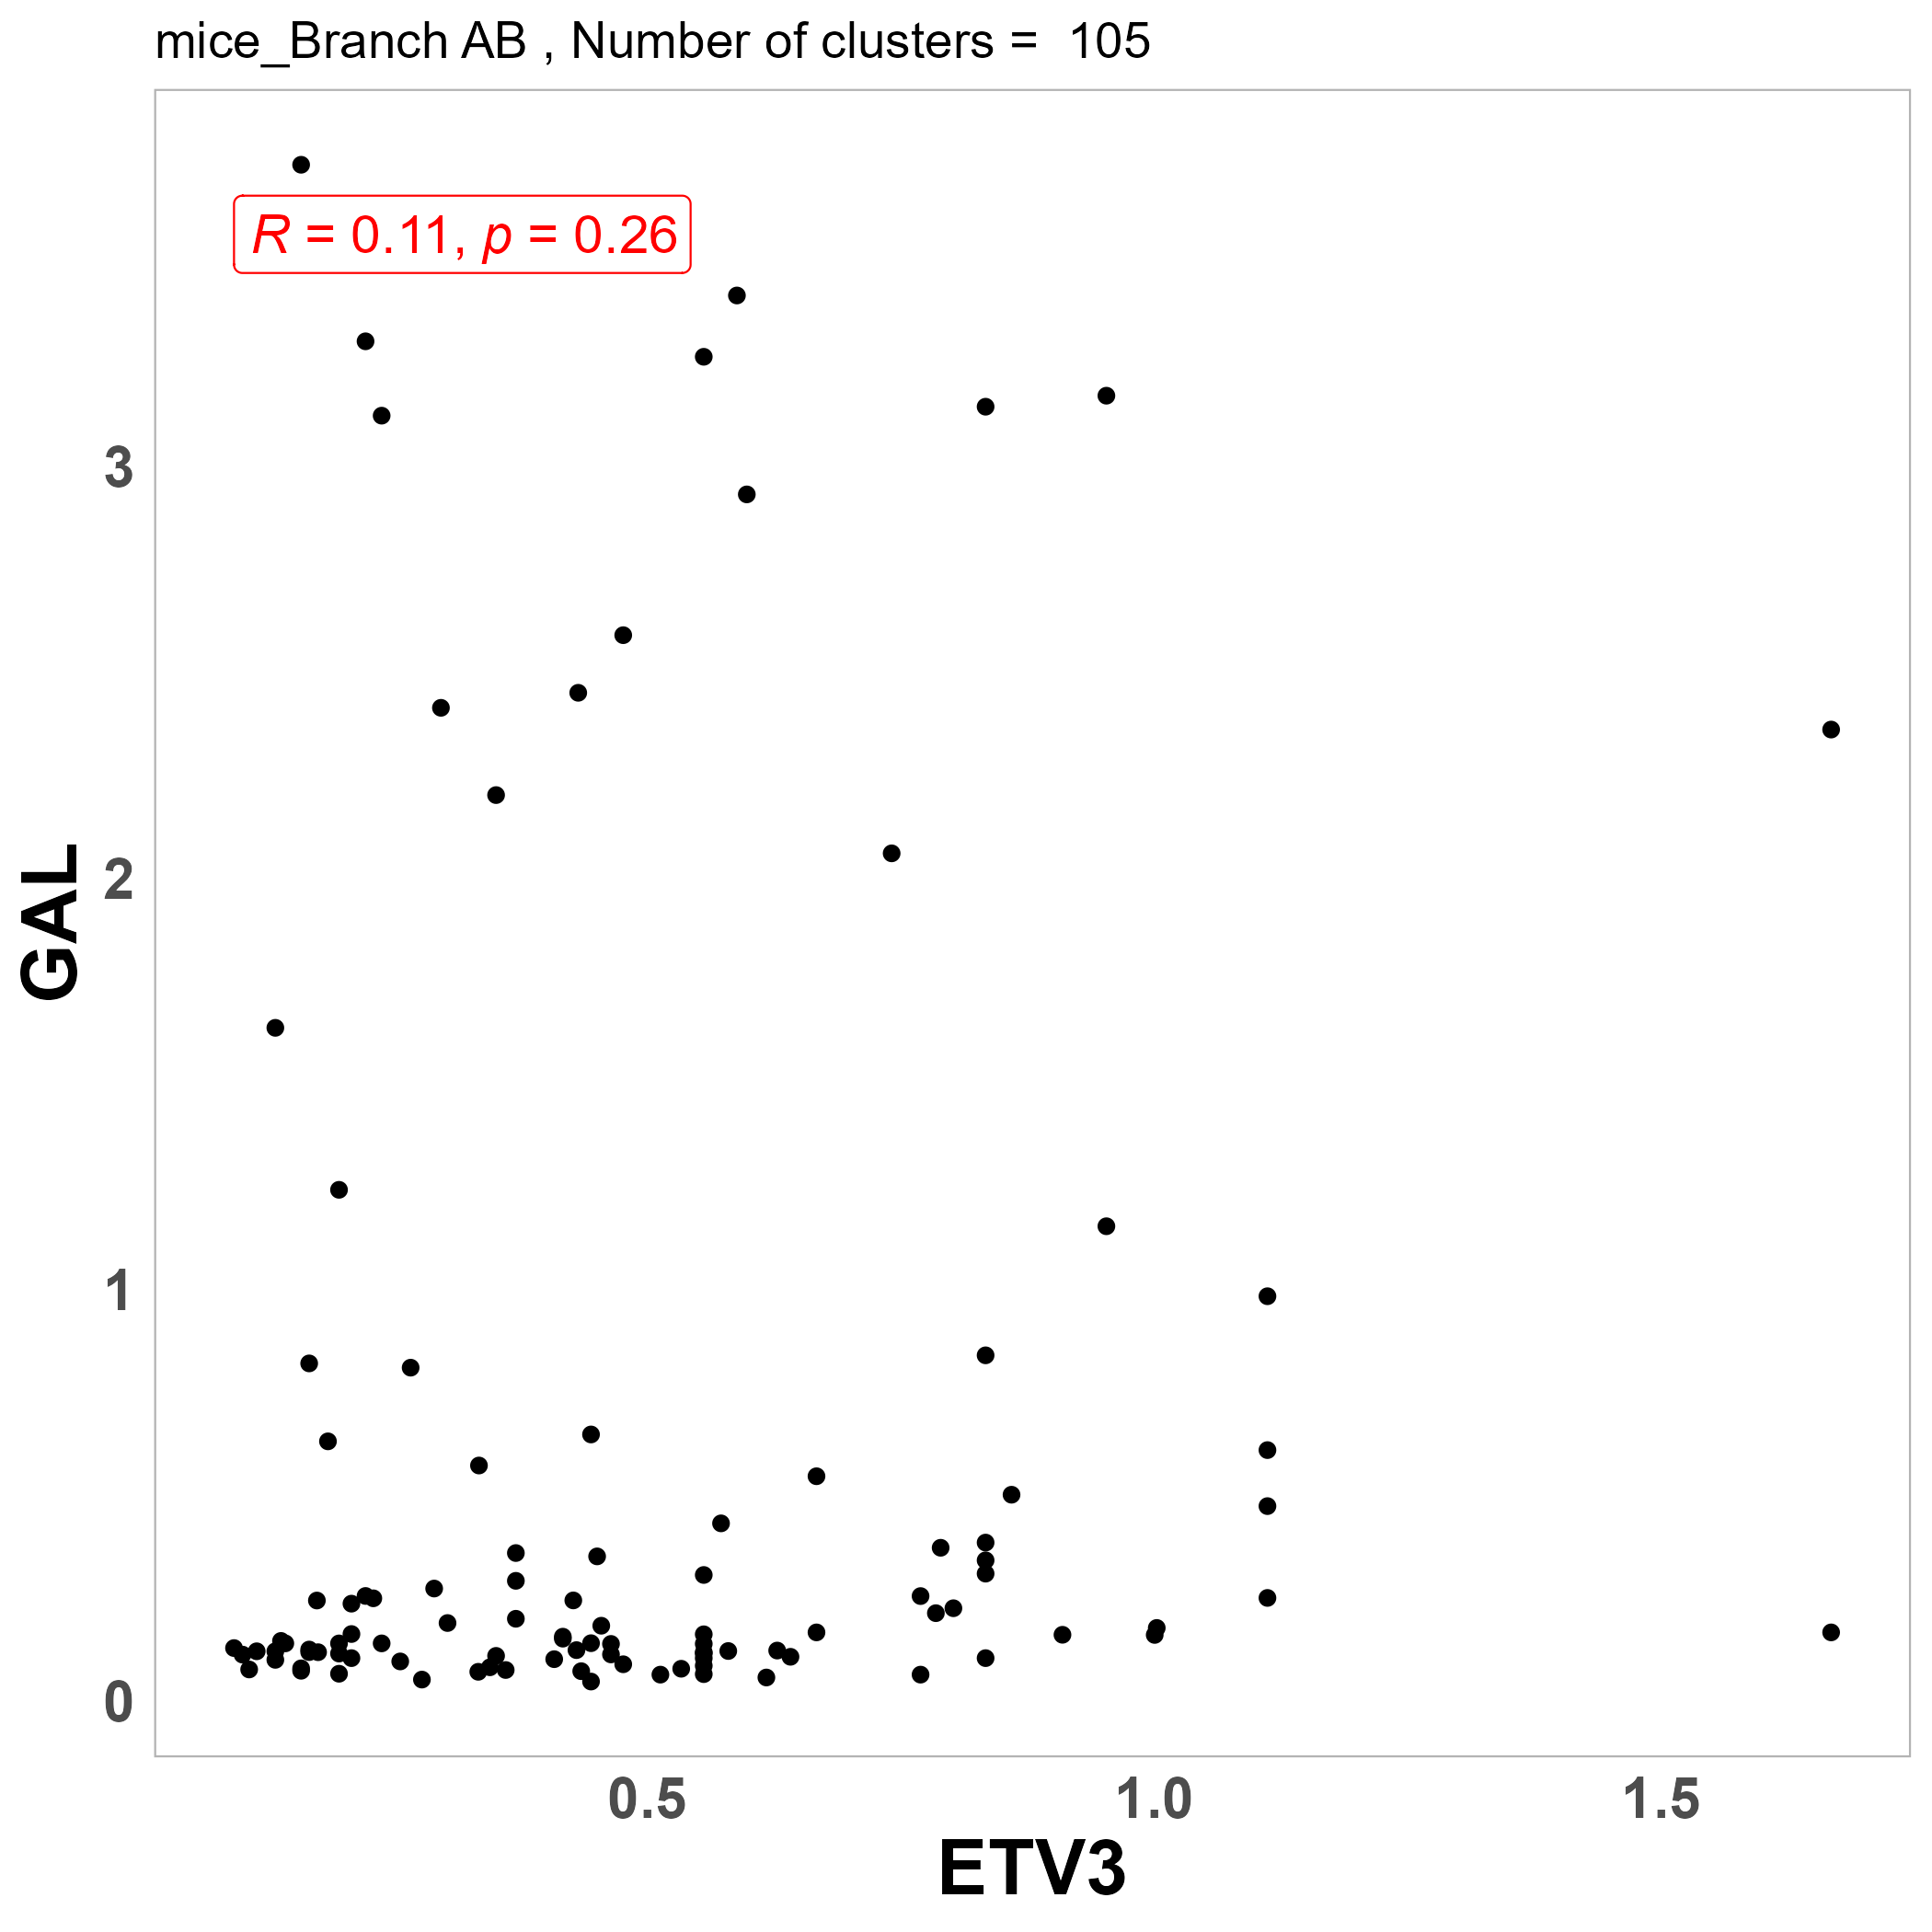 mice_Branch AB , Number of clusters =  105
R = 0.11, p = 0.26
3
2
1
0
GAL
0.5 1.0 1.5
ETV3